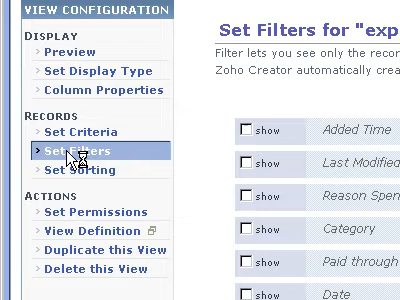 VIEW CONFIGURATION
DISPLAY
Preview
Set Display Type
Column Properties
RECORDS
Set Criteria
Set Filters
Set Sorting
ACTIONS
Set Permissions
View Definition
Duplicate this View
Delete this View
Set Filters for "exp
Filter lets you see only the recor
Zoho Creator automatically crea
show Added Time
show Last Modified
show Reason Spen
show Category
show Paid through
show Date